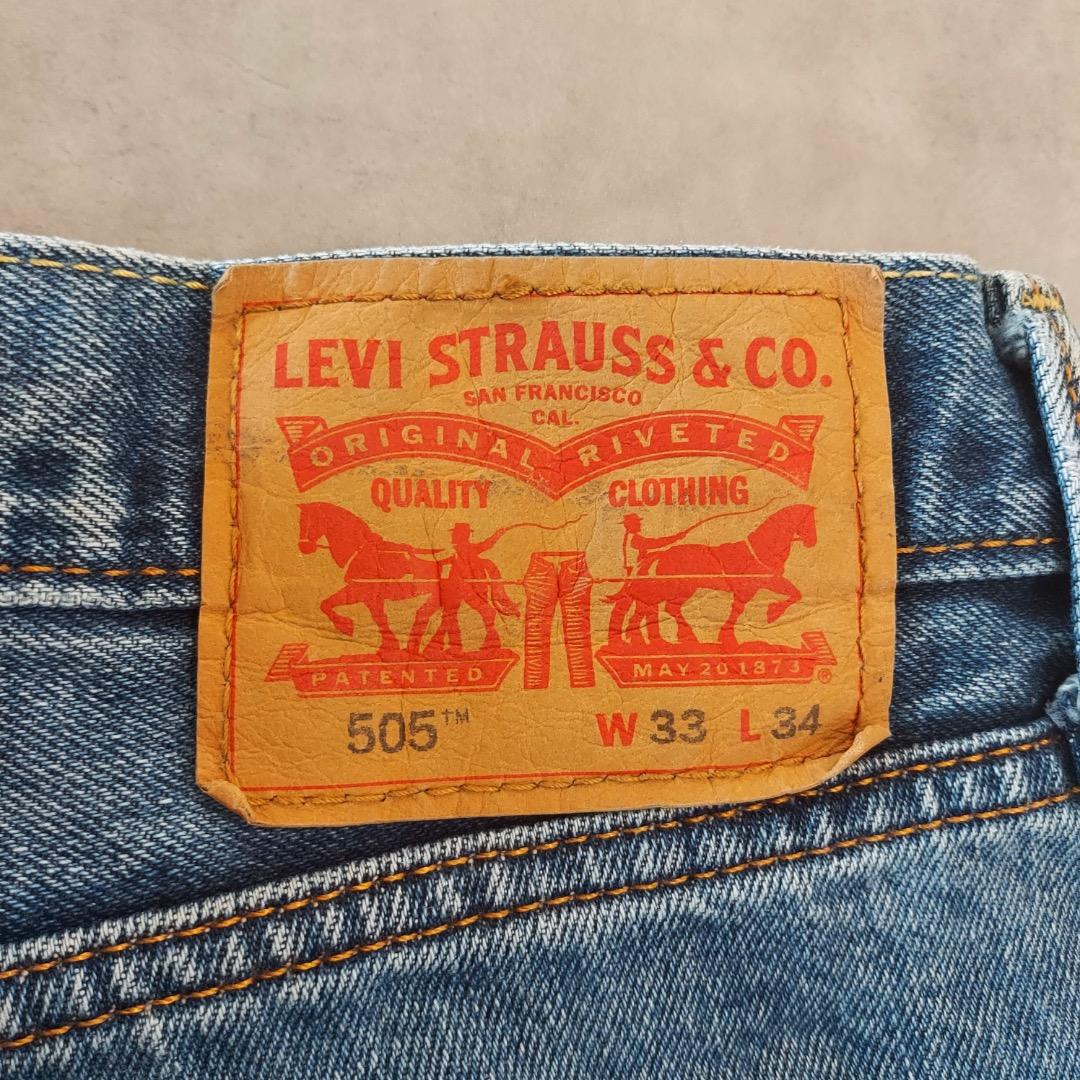 LEVI STRAUSS & CO.
SAN FRANCISCO
CAL.
ORIGINAL RIVETED
QUALITY CLOTHING
PATENTED MAY 20 1873 ®
505™ W 33 L 34